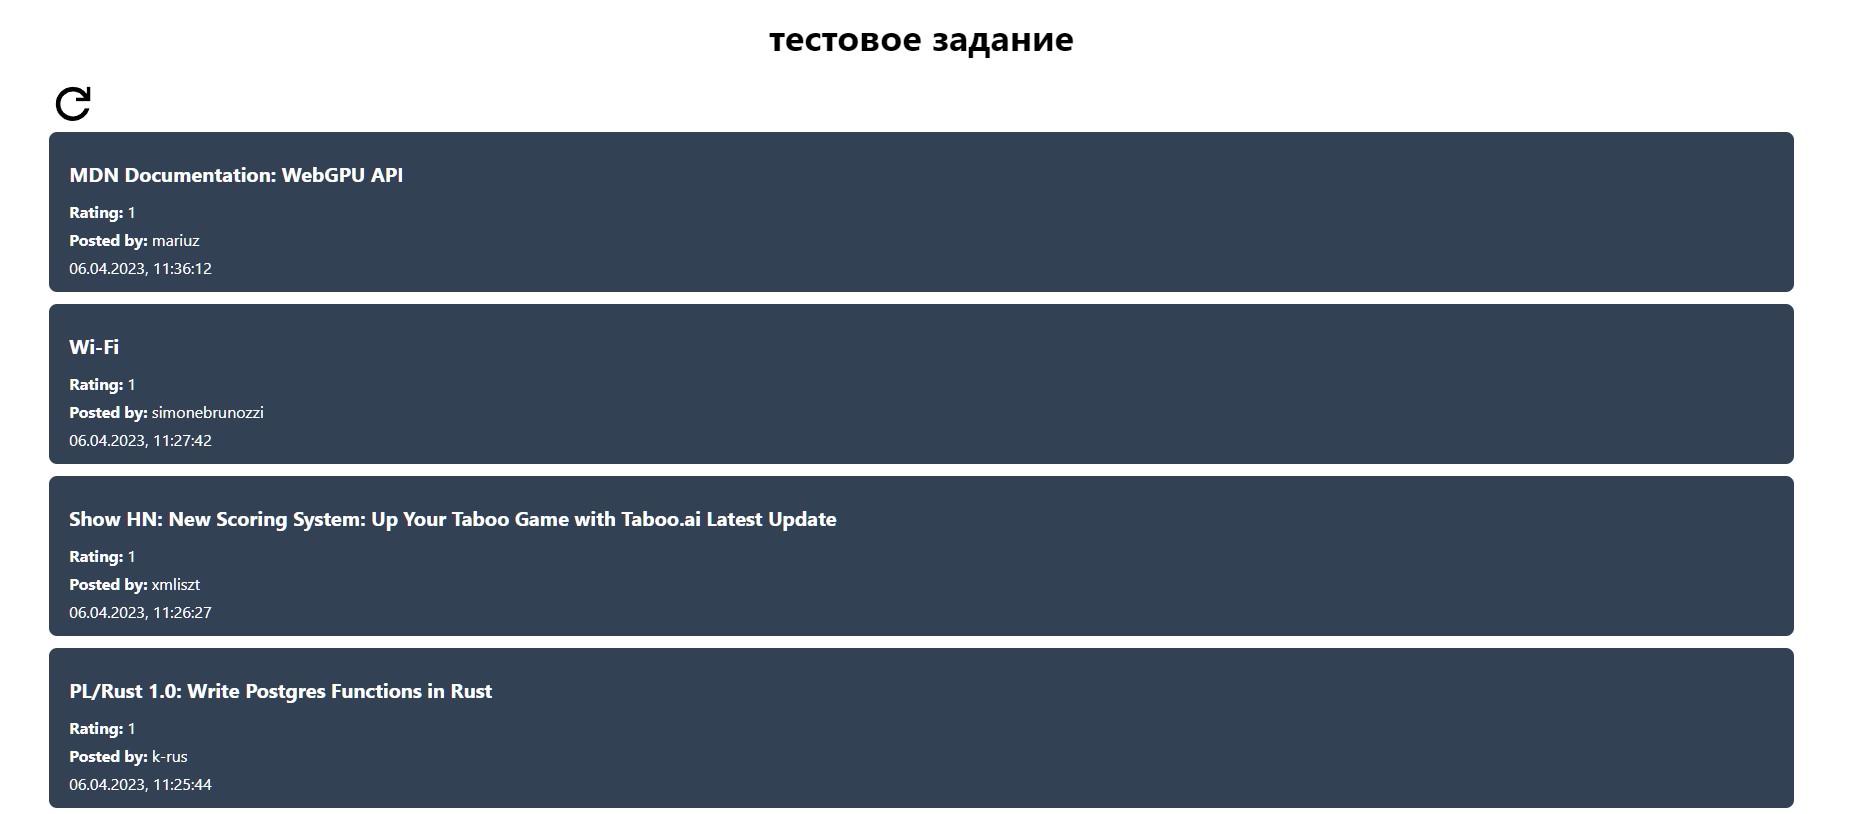 тестовое задание
MDN Documentation: WebGPU API
Rating: 1
Posted by: mariuz
06.04.2023, 11:36:12
Wi-Fi
Rating: 1
Posted by: simonebrunozzi
06.04.2023, 11:27:42
Show HN: New Scoring System: Up Your Taboo Game with Taboo.ai Latest Update
Rating: 1
Posted by: xmliszt
06.04.2023, 11:26:27
PL/Rust 1.0: Write Postgres Functions in Rust
Rating: 1
Posted by: k-rus
06.04.2023, 11:25:44